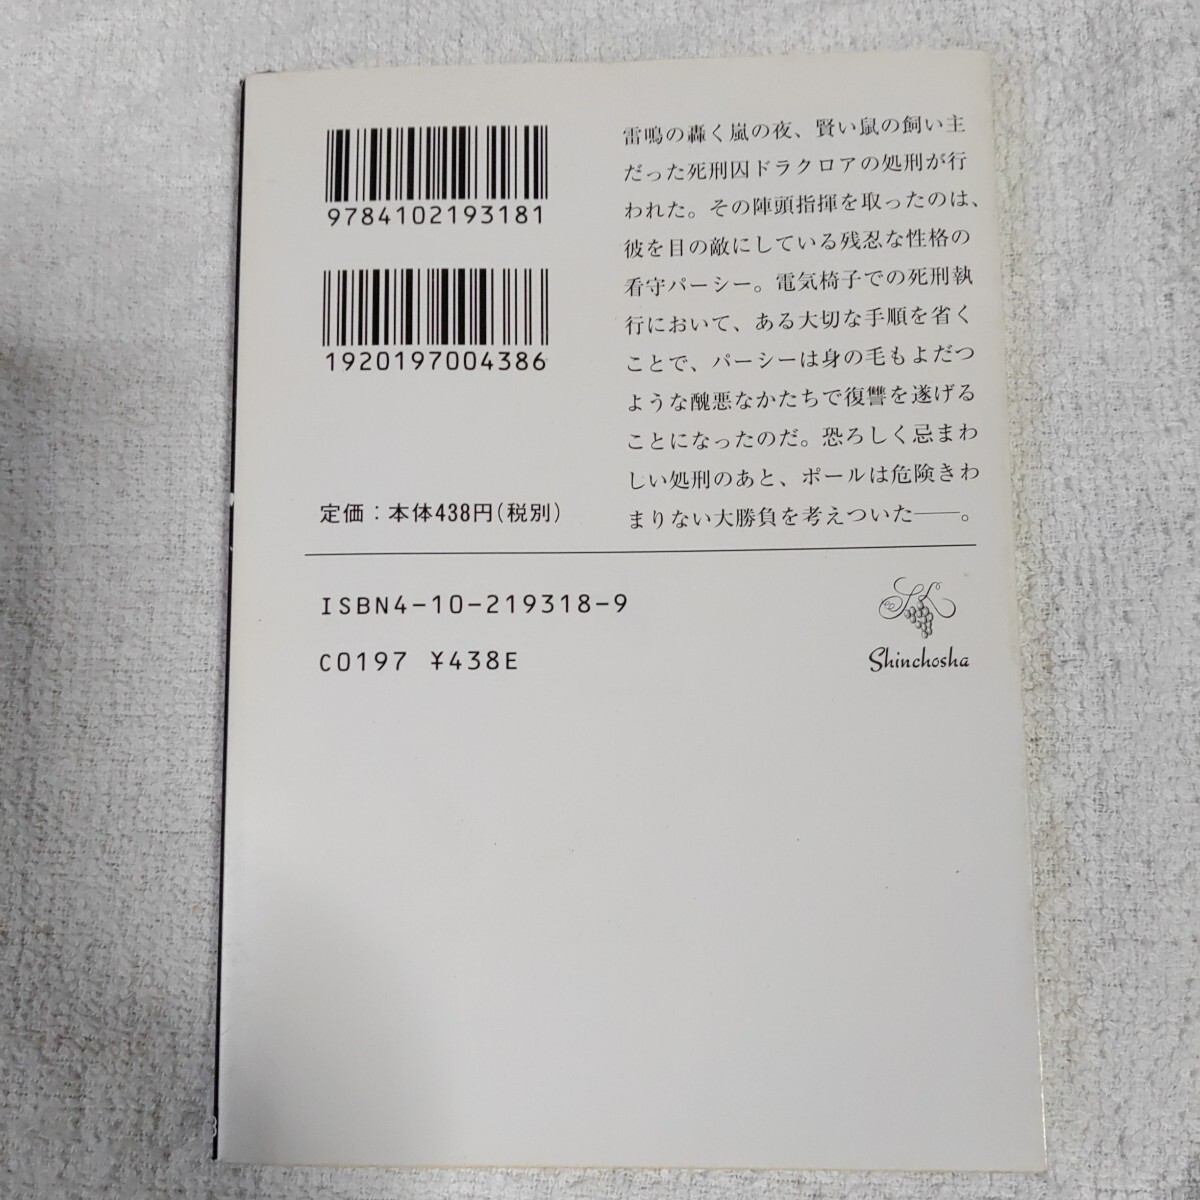 9784102193181
1920197004386
定価：本体438円（税別）
雷鳴の轟く嵐の夜、賢い鼠の飼い主
だった死刑囚ドラクロアの処刑が行
われた。その陣頭指揮を取ったのは、
彼を目の敵にしている残忍な性格の
看守パーシー。電気椅子での死刑執
行において、ある大切な手順を省く
ことで、パーシーは身の毛もよだつ
ような醜悪なかたちで復讐を遂げる
ことになったのだ。恐ろしく忌まわ
しい処刑のあと、ポールは危険きわ
まりない大勝負を考えついた――。
ISBN4-10-219318-9
C0197 ¥438E
Shinchosha